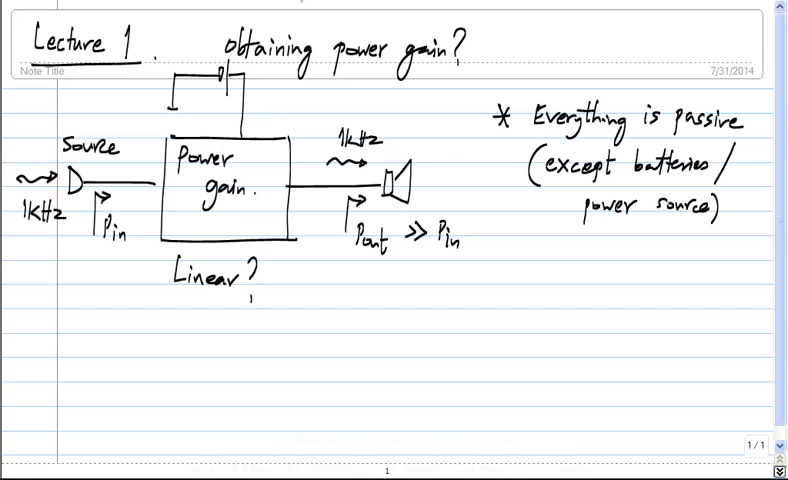 Lecture 1. obtaining power gain?
Note Title
7/31/2014
Source
1KHz
Pin
Power
gain.
1KHz
Pout >> Pin
Linear?
* Everything is passive
(except batteries/
power source)
1 / 1
1